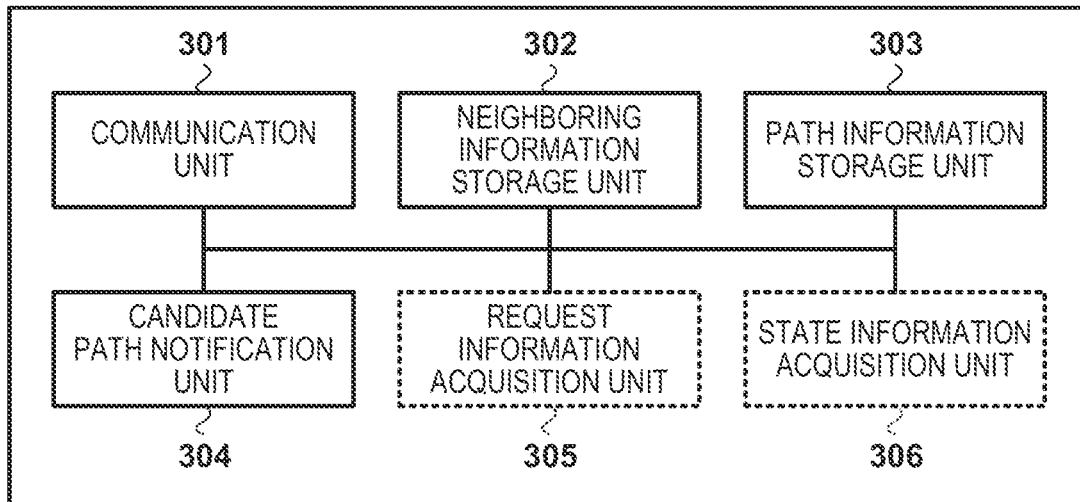 301
302
303
COMMUNICATION
UNIT
NEIGHBORING
INFORMATION
STORAGE UNIT
PATH INFORMATION
STORAGE UNIT
CANDIDATE
PATH NOTIFICATION
UNIT
REQUEST
INFORMATION
ACQUISITION UNIT
STATE INFORMATION
ACQUISITION UNIT
304
305
306